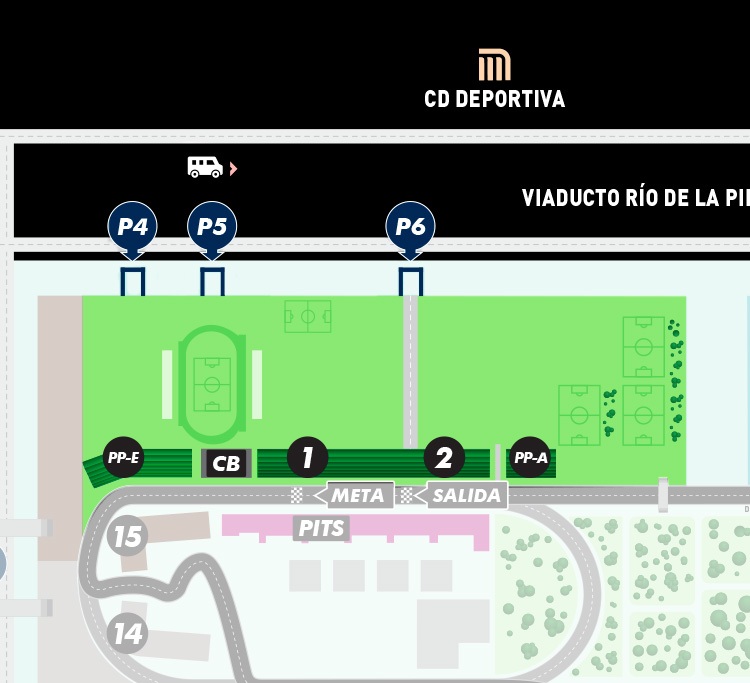 CD DEPORTIVA
VIADUCTO RÍO DE LA PI
P4
P5
P6
PP-E
CB
1
2
PP-A
META
SALIDA
15
PITS
14